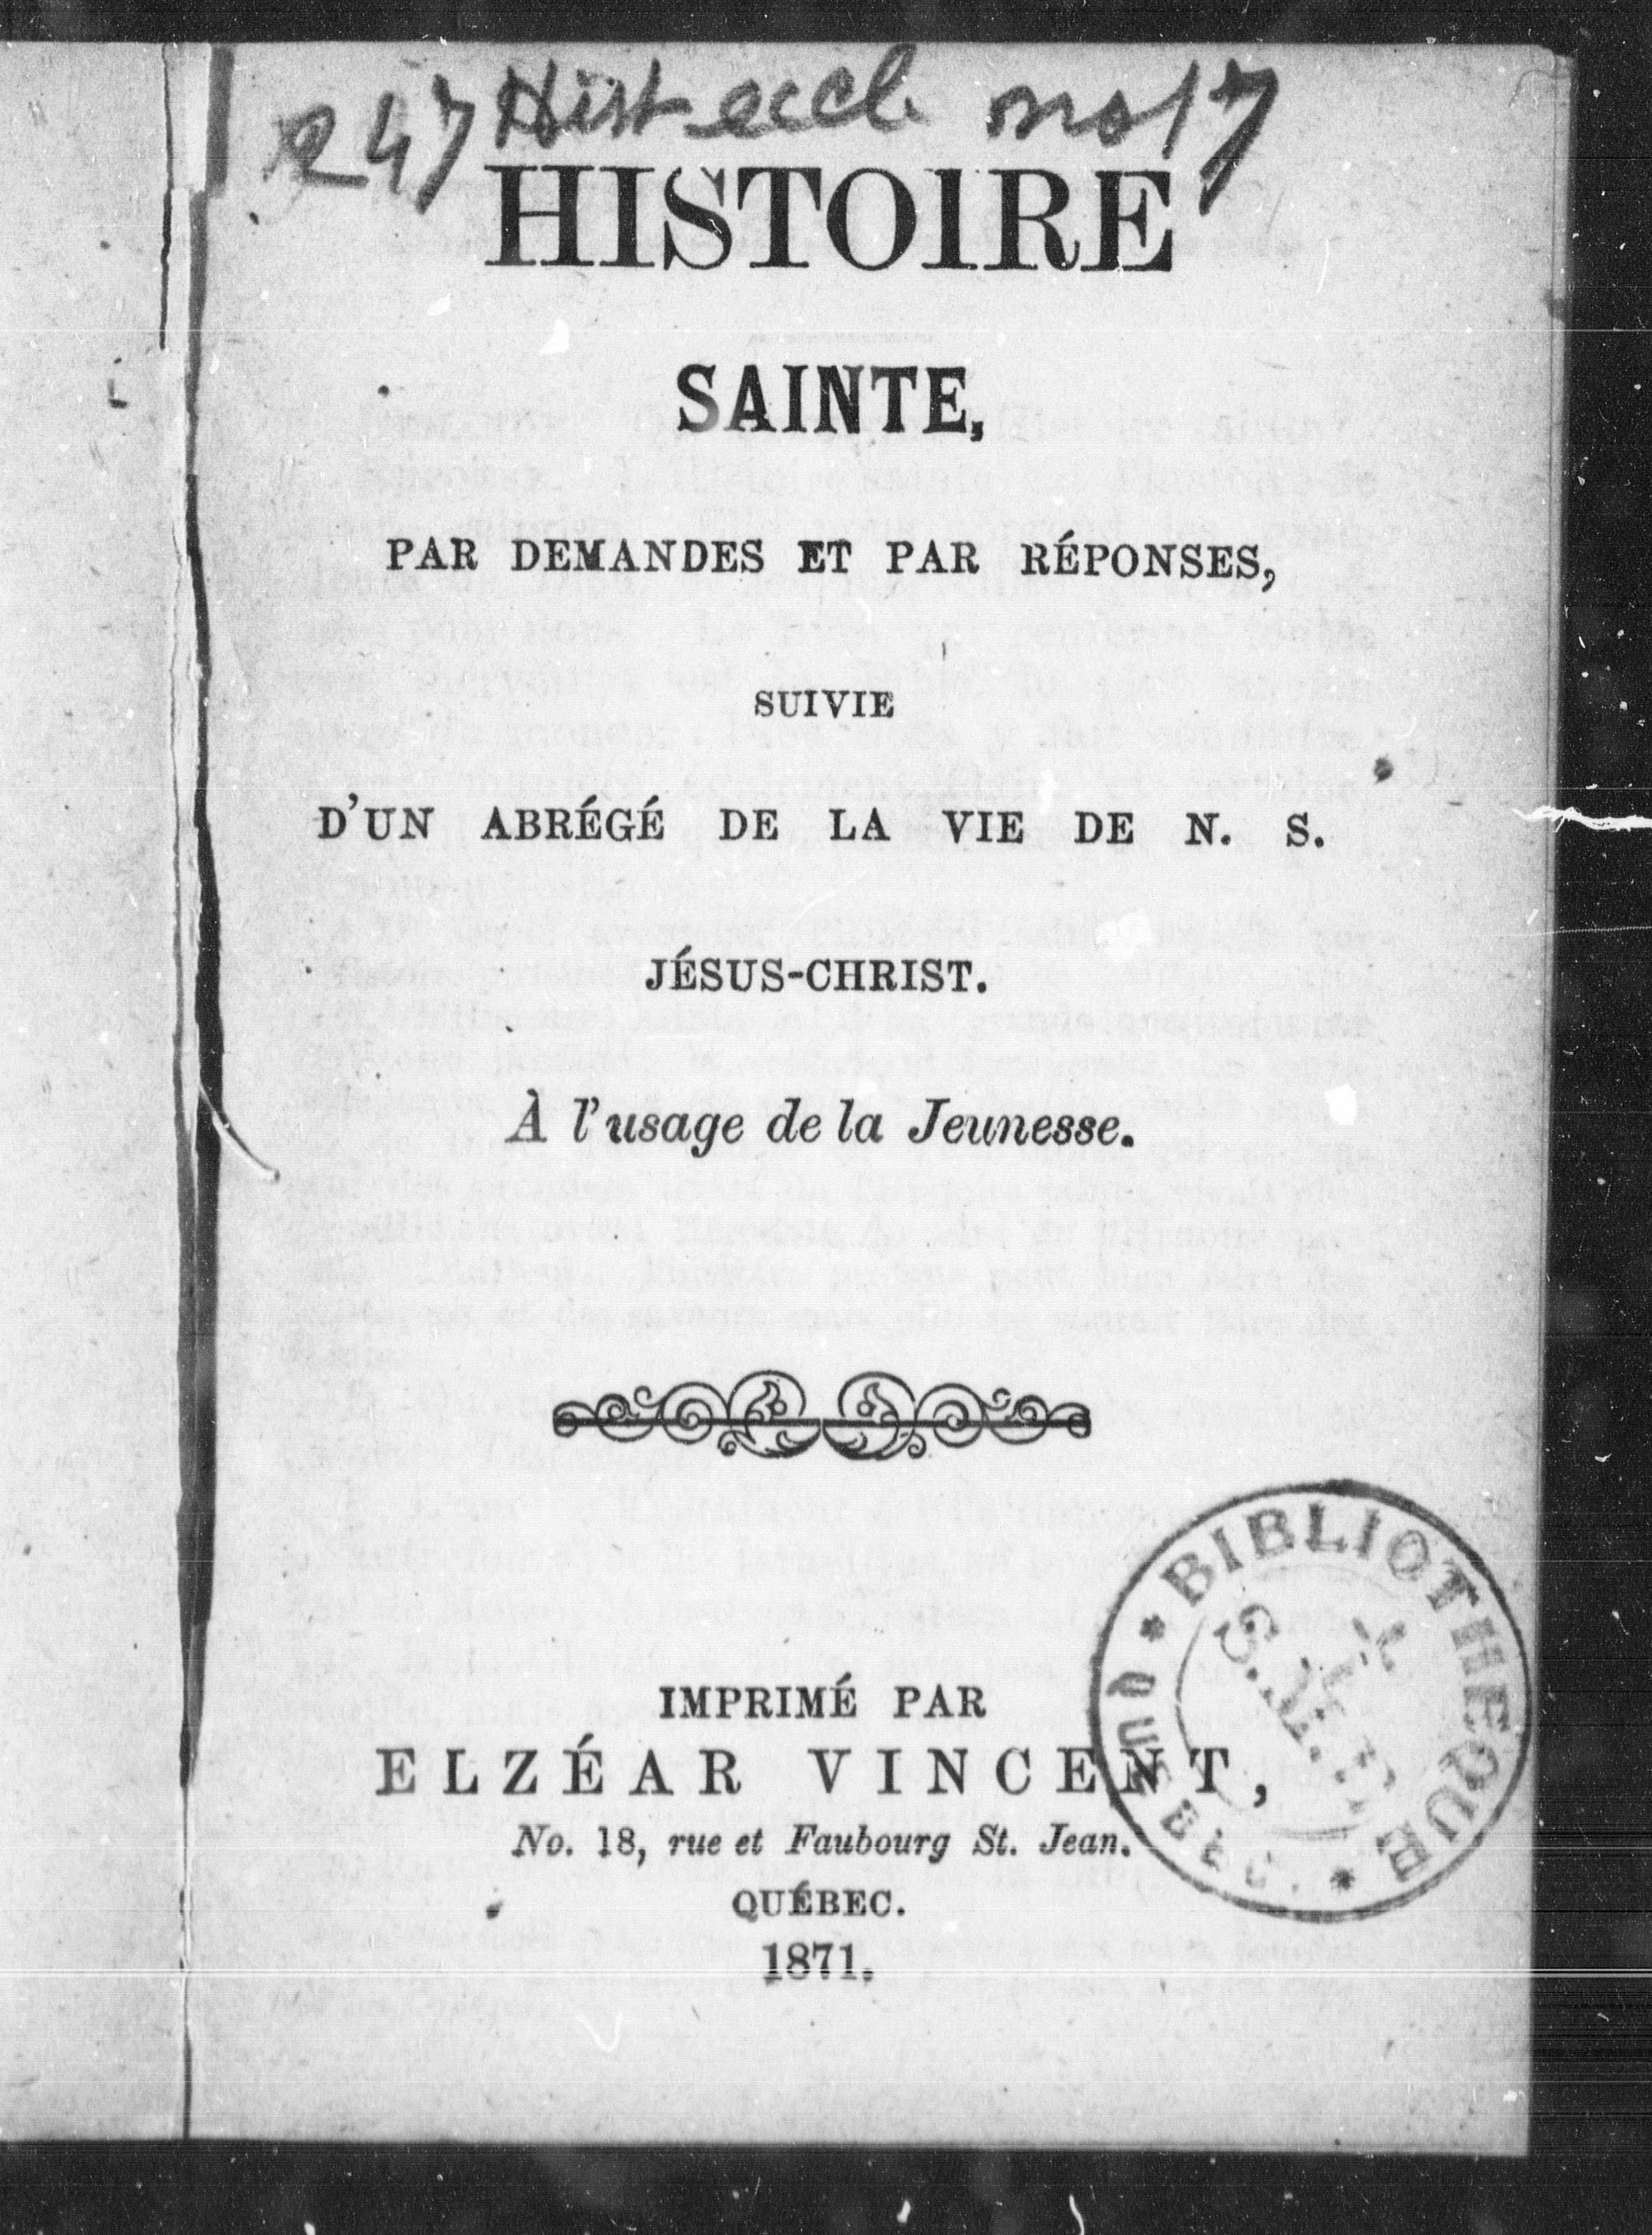 247 Hist eccl no 17
HISTOIRE
SAINTE,
PAR DEMANDES ET PAR RÉPONSES,
SUIVIE
D'UN ABRÉGÉ DE LA VIE DE N. S.
JÉSUS-CHRIST.
À l'usage de la Jeunesse.
IMPRIMÉ PAR
ELZÉAR VINCENT,
No. 18, rue et Faubourg St. Jean.
QUÉBEC.
1871.
* BIBLIOTHEQUE *